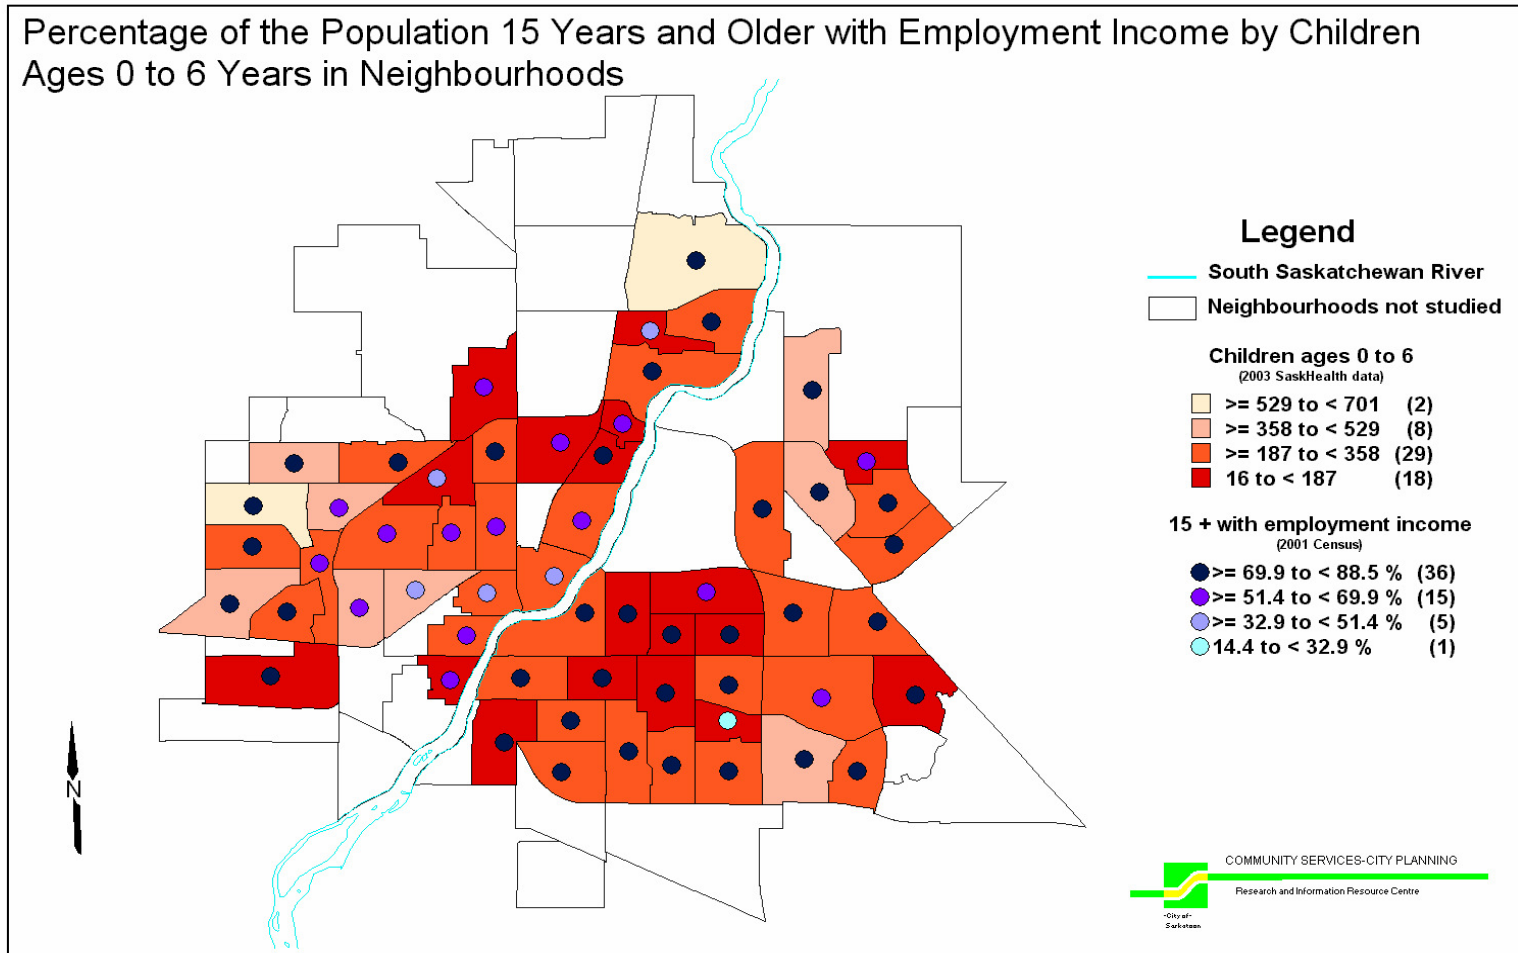 Percentage of the Population 15 Years and Older with Employment Income by Children
Ages 0 to 6 Years in Neighbourhoods
Legend
South Saskatchewan River
Neighbourhoods not studied
Children ages 0 to 6
(2003 SaskHealth data)
>= 529 to < 701 (2)
>= 358 to < 529 (8)
>= 187 to < 358 (29)
16 to < 187 (18)
15 + with employment income
(2001 Census)
>= 69.9 to < 88.5 % (36)
>= 51.4 to < 69.9 % (15)
>= 32.9 to < 51.4 % (5)
14.4 to < 32.9 % (1)
N
COMMUNITY SERVICES-CITY PLANNING
Research and Information Resource Centre
-City of-
Saskatoon